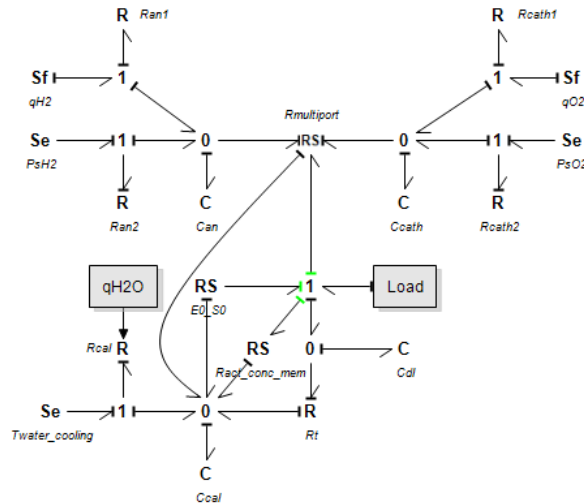 R Ran1
R Rcath1
Sf 1
1 Sf
qH2
qO2
Rmultiport
Se 1 0 RS 0 1 Se
PsH2
PsO2
R C C R
Ran2 Can Ccath Rcath2
qH2O RS 1 Load
E0_S0
Rcal R RS 0 C
Ract_conc_mem Cdl
Se 1 0 R
Twater_cooling Rt
C
Ccal